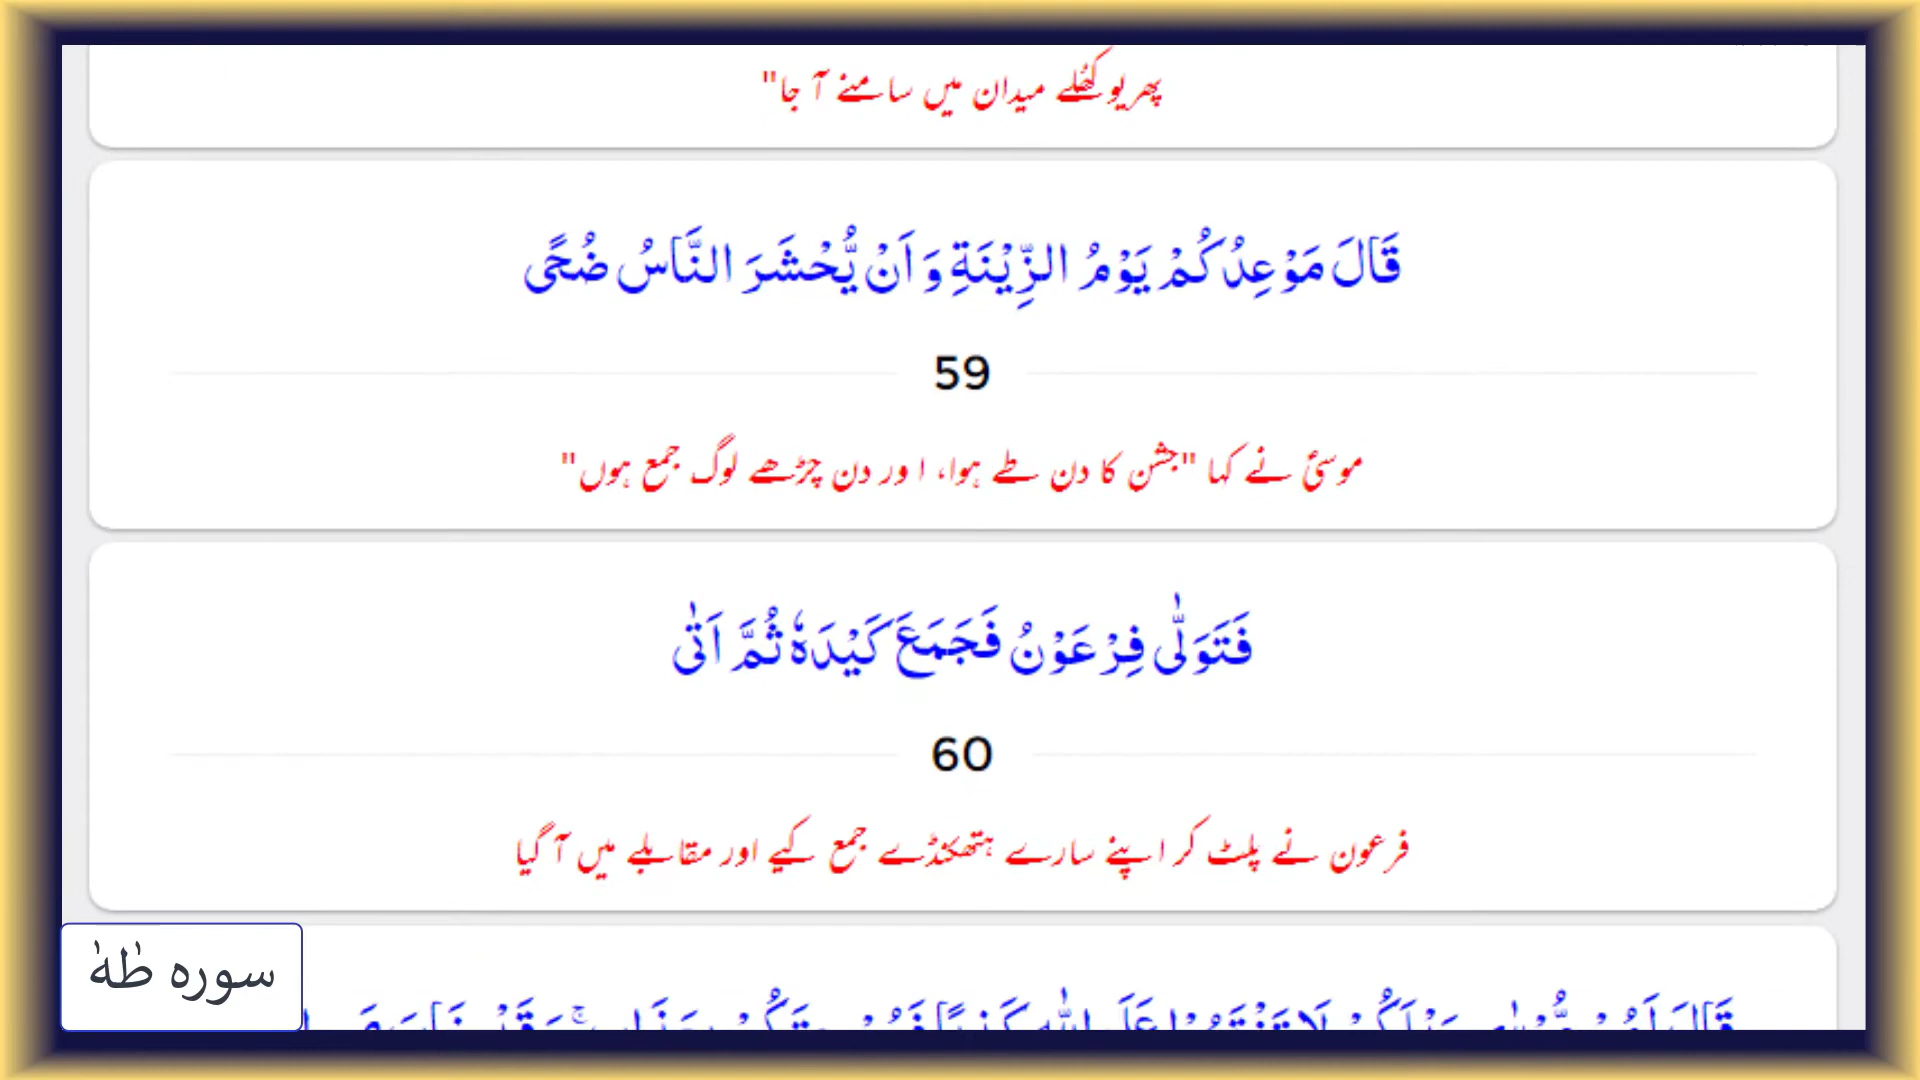 پھر یو کھُلے میدان میں سامنے آ جا"
قَالَ مَوْعِدُكُمْ يَوْمُ الزِّيْنَةِ وَ اَنْ يُّحْشَرَ النَّاسُ ضُحًى
59
موسیٰؑ نے کہا "جشن کا دن طے ہوا، اور دن چڑھے لوگ جمع ہوں"
فَتَوَلّٰى فِرْعَوْنُ فَجَمَعَ كَيْدَهٗ ثُمَّ اَتٰى
60
فرعون نے پلٹ کر اپنے سارے ہتھکنڈے جمع کیے اور مقابلے میں آ گیا
سورہ طٰهٰ